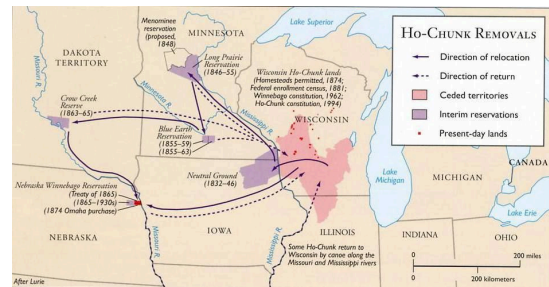 Menominee
reservation
(proposed,
1848)
MINNESOTA
Lake Superior
DAKOTA
TERRITORY
Long Prairie
Reservation
(1846–55)
Missouri R.
Minnesota R.
Mississippi R.
Wisconsin Ho-Chunk lands
(Homesteads permitted, 1874;
Federal enrollment census, 1881;
Winnebago constitution, 1962;
Ho-Chunk constitution, 1994)
WISCONSIN
Crow Creek
Reserve
(1863–65)
Blue Earth
Reservation
(1855–59)
(1855–63)
Neutral Ground
(1832–46)
Nebraska Winnebago Reservation
(Treaty of 1865)
(1865–1930s)
(1874 Omaha purchase)
NEBRASKA
Missouri R.
IOWA
Mississippi R.
ILLINOIS
Some Ho-Chunk return to
Wisconsin by canoe along the
Missouri and Mississippi rivers
Lake
Michigan
MICHIGAN
CANADA
Lake Erie
INDIANA
OHIO
HO-CHUNK REMOVALS
Direction of relocation
Direction of return
Ceded territories
Interim reservations
Present-day lands
0
200 miles
0
200 kilometers
After Lurie